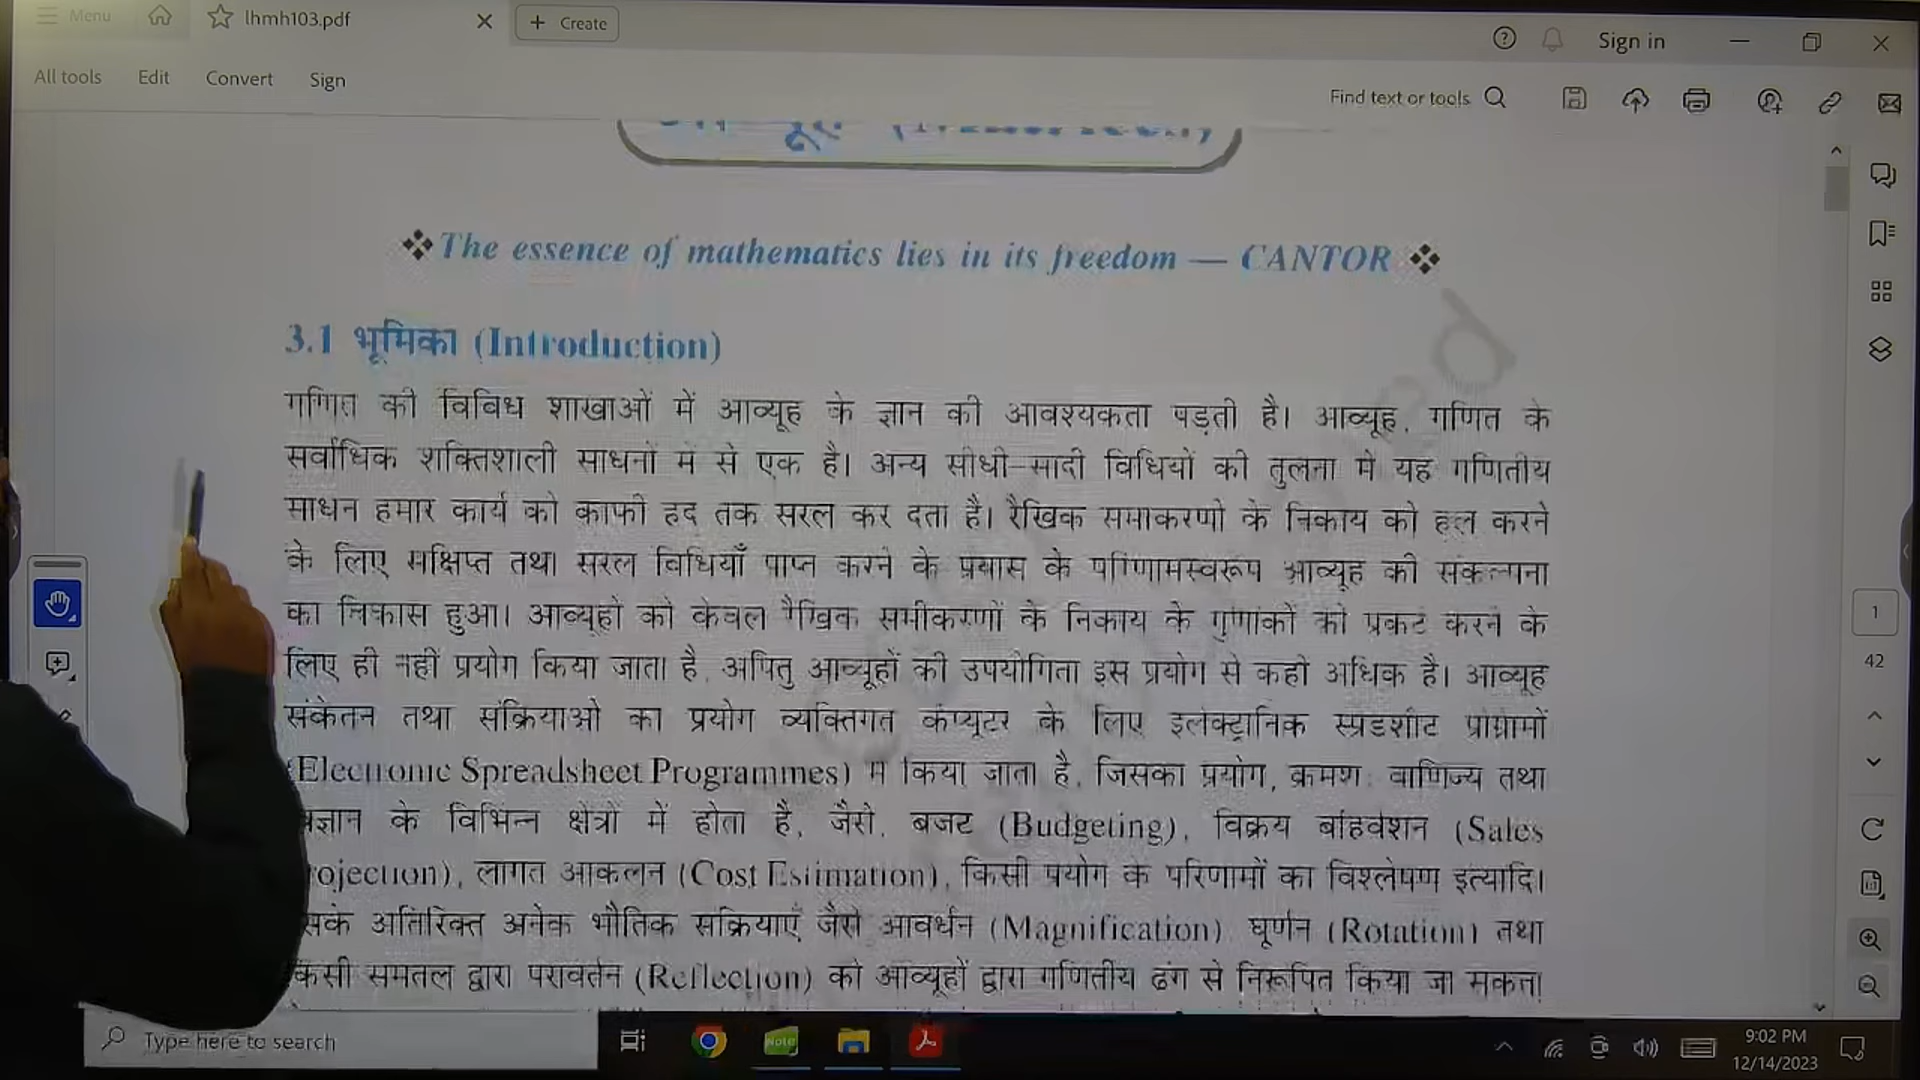 Menu
lhmh103.pdf
+ Create
Sign in
All tools Edit Convert Sign
Find text or tools
The essence of mathematics lies in its freedom — CANTOR
3.1 भूमिका (Introduction)
गणित की विविध शाखाओं में आव्यूह के ज्ञान की आवश्यकता पड़ती है। आव्यूह, गणित के
सर्वाधिक शक्तिशाली साधनों में से एक है। अन्य सीधी-सादी विधियों की तुलना में यह गणितीय
साधन हमारे कार्य को काफी हद तक सरल कर देता है। रैखिक समीकरणों के निकाय को हल करने
के लिए संक्षिप्त तथा सरल विधियाँ प्राप्त करने के प्रयास के परिणामस्वरूप आव्यूह की संकल्पना
का विकास हुआ। आव्यूहों को केवल रैखिक समीकरणों के निकाय के गुणांकों को प्रकट करने के
लिए ही नहीं प्रयोग किया जाता है, अपितु आव्यूहों की उपयोगिता इस प्रयोग से कहीं अधिक है। आव्यूह
संकेतन तथा संक्रियाओं का प्रयोग व्यक्तिगत कंप्यूटर के लिए इलेक्ट्रानिक स्प्रेडशीट प्रोग्रामों
(Electronic Spreadsheet Programmes) में किया जाता है, जिसका प्रयोग, क्रमशः वाणिज्य तथा
के विभिन्न क्षेत्रों में होता है, जैसे, बजट (Budgeting), विक्रय बहिर्वेशन (Sales
लागत आकलन (Cost Estimation), किसी प्रयोग के परिणामों का विश्लेषण इत्यादि।
अतिरिक्त अनेक भौतिक संक्रियाएँ जैसे आवर्धन (Magnification), घूर्णन (Rotation) तथा
किसी समतल द्वारा परावर्तन (Reflection) को आव्यूहों द्वारा गणितीय ढंग से निरूपित किया जा सकता
1
42
Type here to search
Note
9:02 PM
12/14/2023